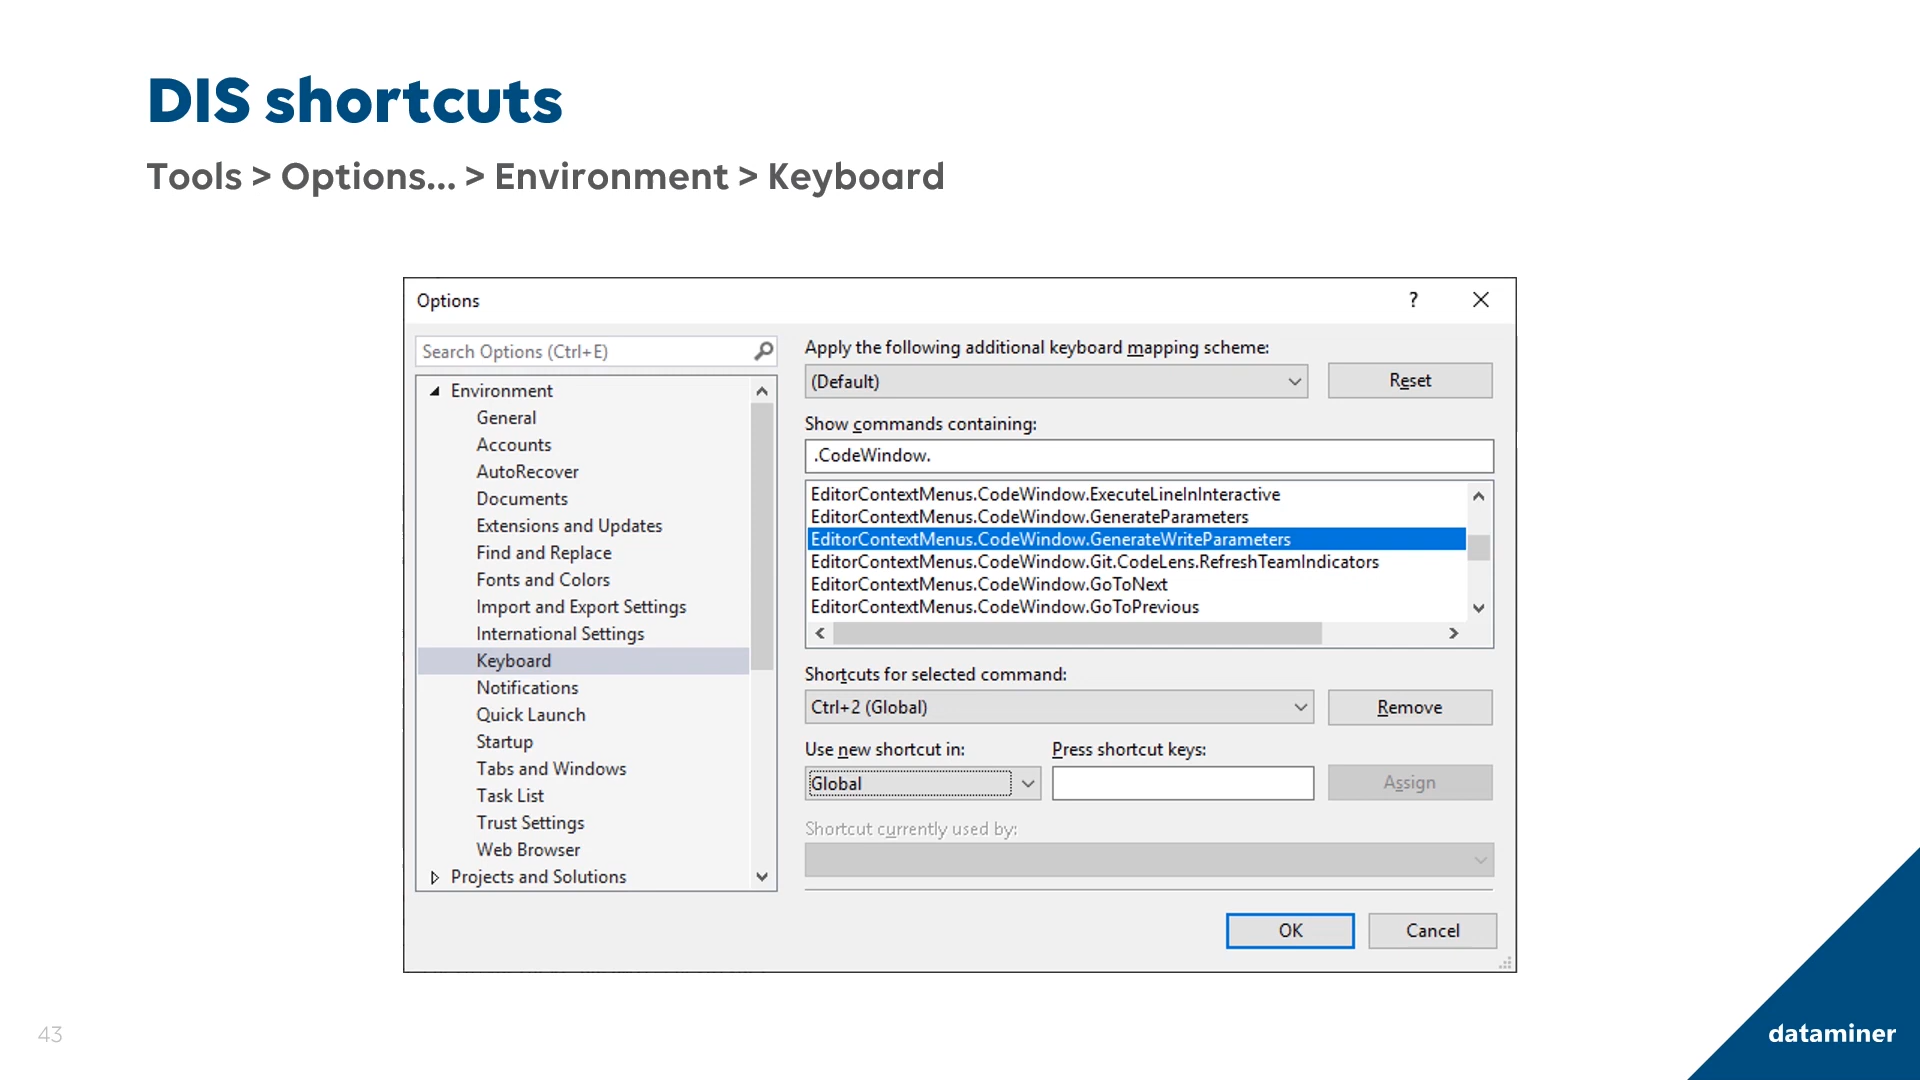 DIS shortcuts
Tools > Options... > Environment > Keyboard
Options
?
Search Options (Ctrl+E)
Environment
General
Accounts
AutoRecover
Documents
Extensions and Updates
Find and Replace
Fonts and Colors
Import and Export Settings
International Settings
Keyboard
Notifications
Quick Launch
Startup
Tabs and Windows
Task List
Trust Settings
Web Browser
Projects and Solutions
Apply the following additional keyboard mapping scheme:
(Default)
Reset
Show commands containing:
.CodeWindow.
EditorContextMenus.CodeWindow.ExecuteLineInInteractive
EditorContextMenus.CodeWindow.GenerateParameters
EditorContextMenus.CodeWindow.GenerateWriteParameters
EditorContextMenus.CodeWindow.Git.CodeLens.RefreshTeamIndicators
EditorContextMenus.CodeWindow.GoToNext
EditorContextMenus.CodeWindow.GoToPrevious
Shortcuts for selected command:
Ctrl+2 (Global)
Remove
Use new shortcut in:
Press shortcut keys:
Global
Assign
Shortcut currently used by:
OK
Cancel
43
dataminer